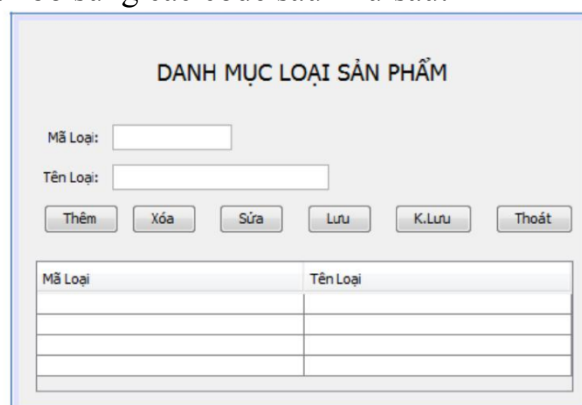 DANH MỤC LOẠI SẢN PHẨM
Mã Loại:
Tên Loại:
Thêm Xóa Sửa Lưu K.Lưu Thoát
Mã Loại Tên Loại